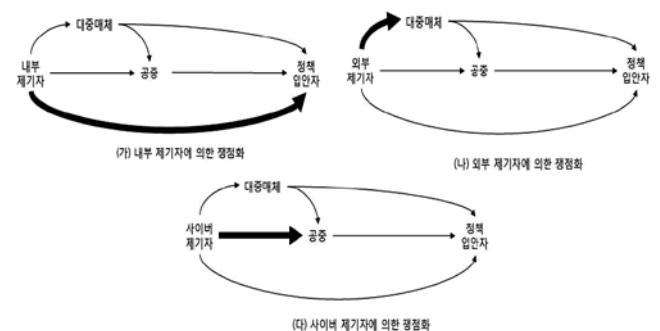 대중매체
내부
제기자
공중
정책
입안자
(가) 내부 제기자에 의한 쟁점화
대중매체
외부
제기자
공중
정책
입안자
(나) 외부 제기자에 의한 쟁점화
대중매체
사이버
제기자
공중
정책
입안자
(다) 사이버 제기자에 의한 쟁점화